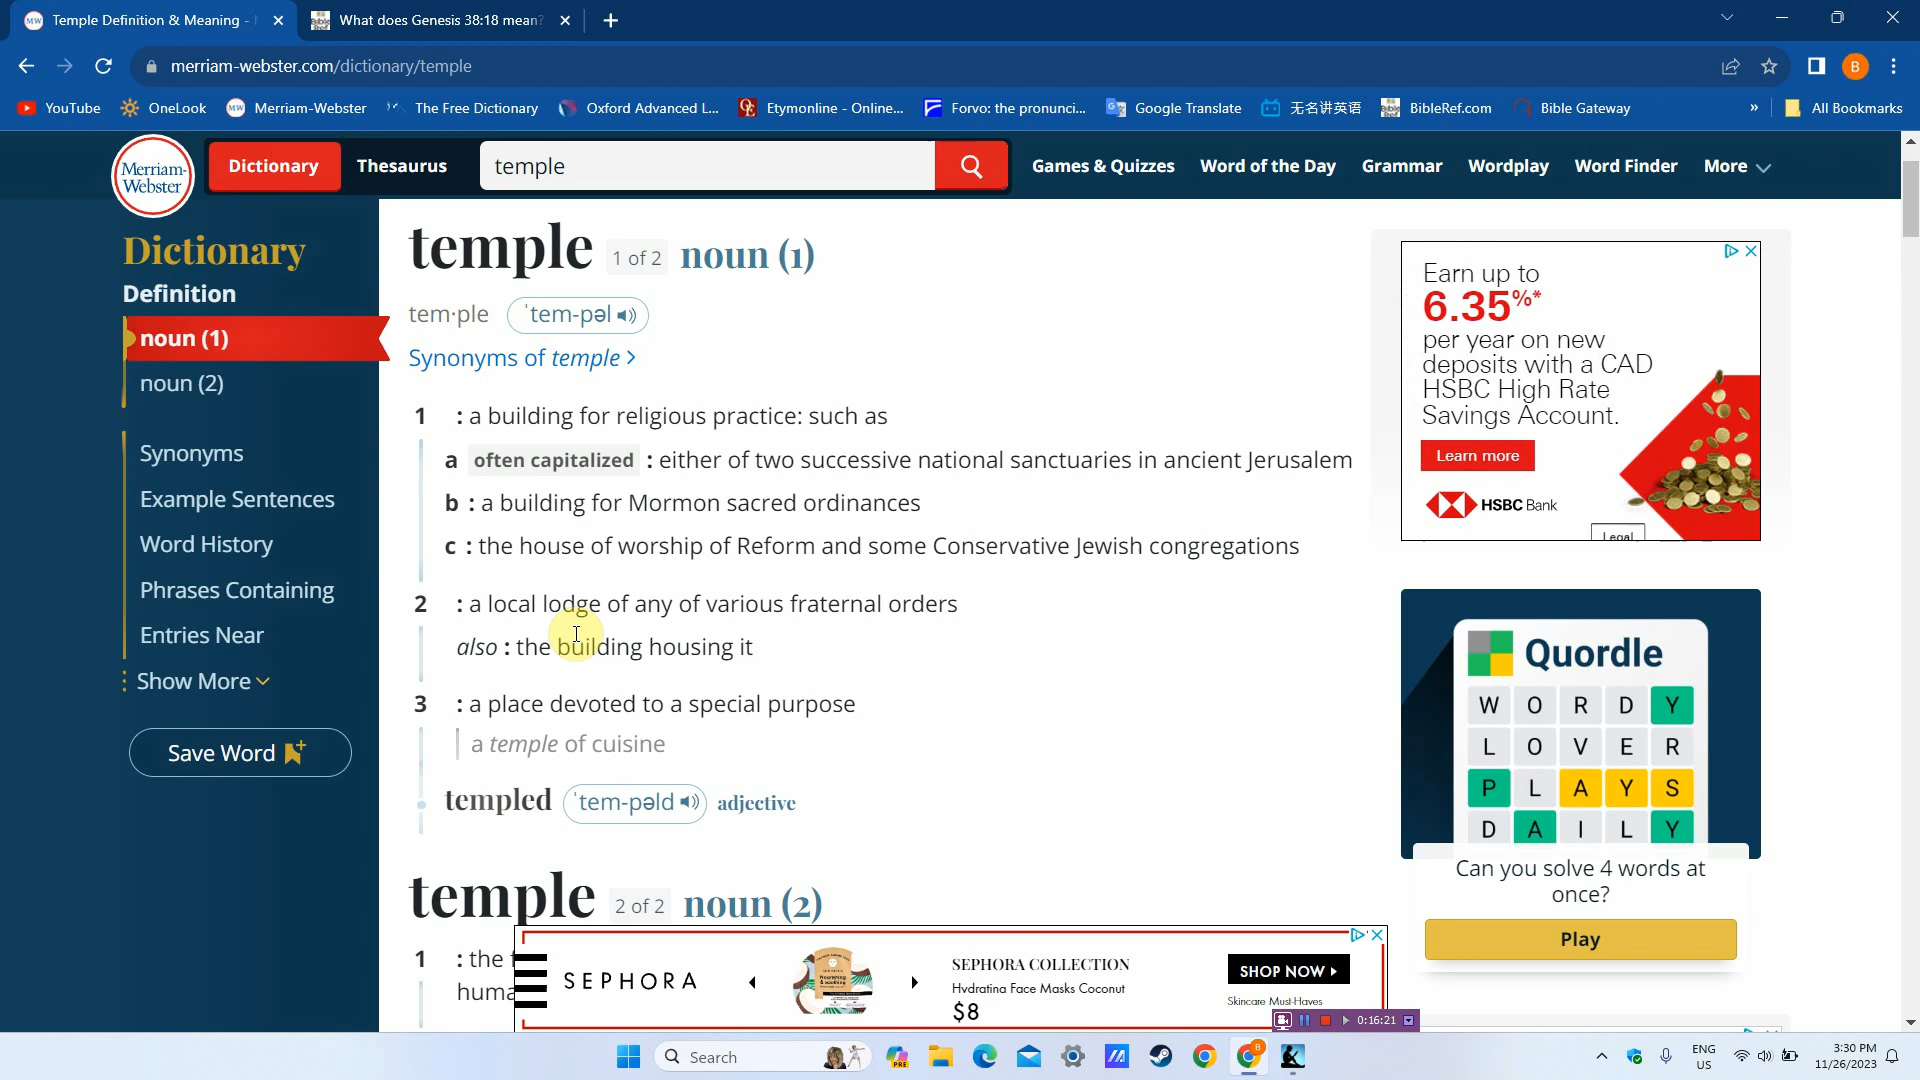 Temple Definition & Meaning -
What does Genesis 38:18 mean?
merriam-webster.com/dictionary/temple
B
YouTube
OneLook
Merriam-Webster
The Free Dictionary
Oxford Advanced L...
Etymonline - Online...
Forvo: the pronunci...
Google Translate
无名讲英语
BibleRef.com
Bible Gateway
»
All Bookmarks
Merriam-
Webster
Dictionary
Thesaurus
temple
Games & Quizzes
Word of the Day
Grammar
Wordplay
Word Finder
More
Dictionary
Definition
noun (1)
noun (2)
Synonyms
Example Sentences
Word History
Phrases Containing
Entries Near
Show More
Save Word
temple 1 of 2 noun (1)
tem·ple ˈtem-pəl
Synonyms of temple >
1 : a building for religious practice: such as
a often capitalized : either of two successive national sanctuaries in ancient Jerusalem
b : a building for Mormon sacred ordinances
c : the house of worship of Reform and some Conservative Jewish congregations
2 : a local lodge of any of various fraternal orders
also : the building housing it
3 : a place devoted to a special purpose
a temple of cuisine
templed ˈtem-pəld adjective
temple 2 of 2 noun (2)
1 : the
huma
Earn up to
6.35%*
per year on new
deposits with a CAD
HSBC High Rate
Savings Account.
Learn more
HSBC Bank
Legal
Quordle
W O R D Y
L O V E R
P L A Y S
D A I L Y
Can you solve 4 words at
once?
Play
SEPHORA
SEPHORA COLLECTION
Hydrating Face Masks Coconut
$8
SHOP NOW
Skincare Must-Haves
0:16:21
Search
PRE
B
ENG
US
3:30 PM
11/26/2023